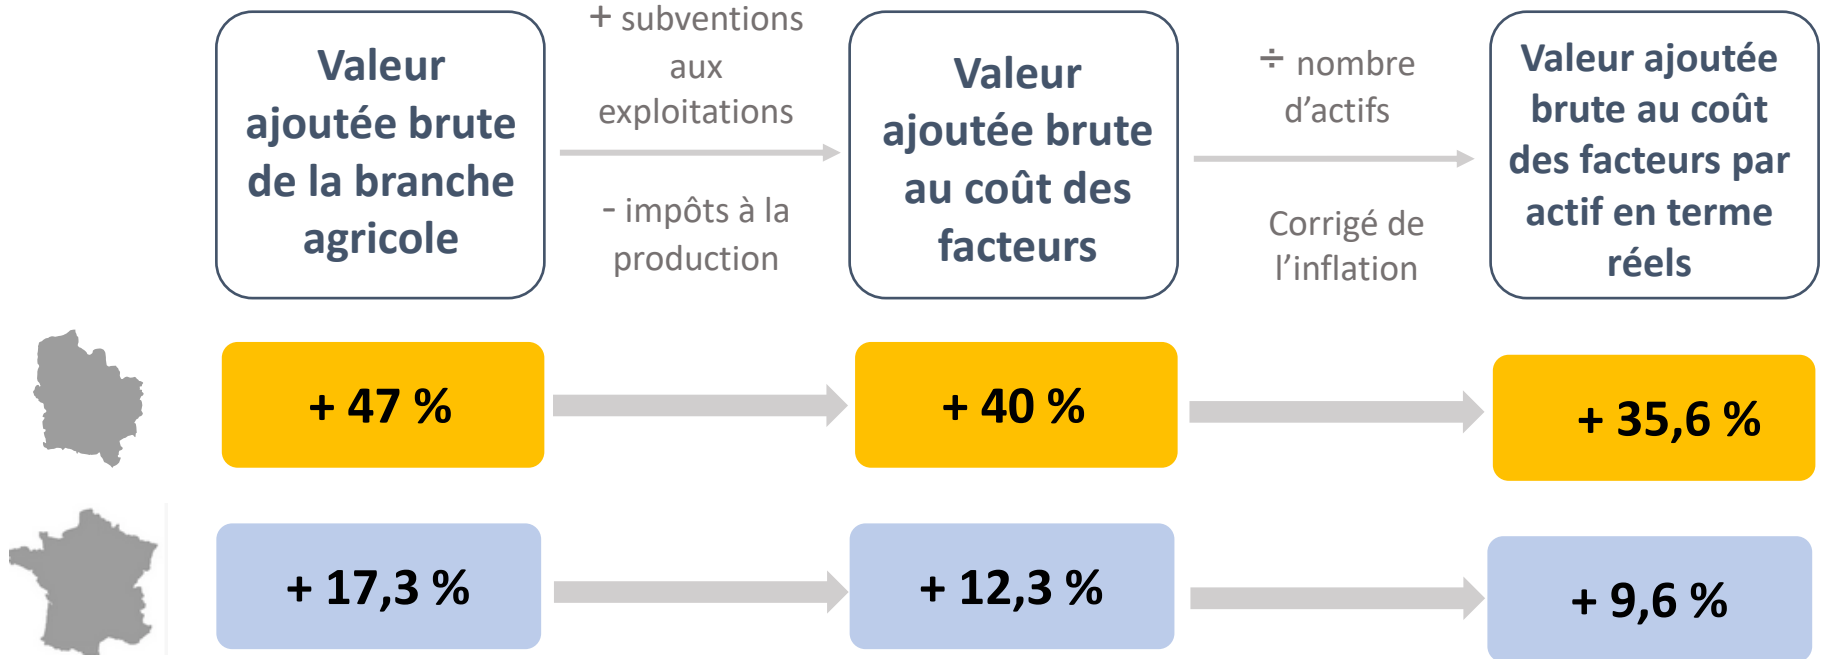 Valeur
ajoutée brute
de la branche
agricole
+ subventions
aux
exploitations
- impôts à la
production
Valeur
ajoutée brute
au coût des
facteurs
÷ nombre
d’actifs
Corrigé de
l’inflation
Valeur ajoutée
brute au coût
des facteurs par
actif en terme
réels
+ 47 %
+ 40 %
+ 35,6 %
+ 17,3 %
+ 12,3 %
+ 9,6 %